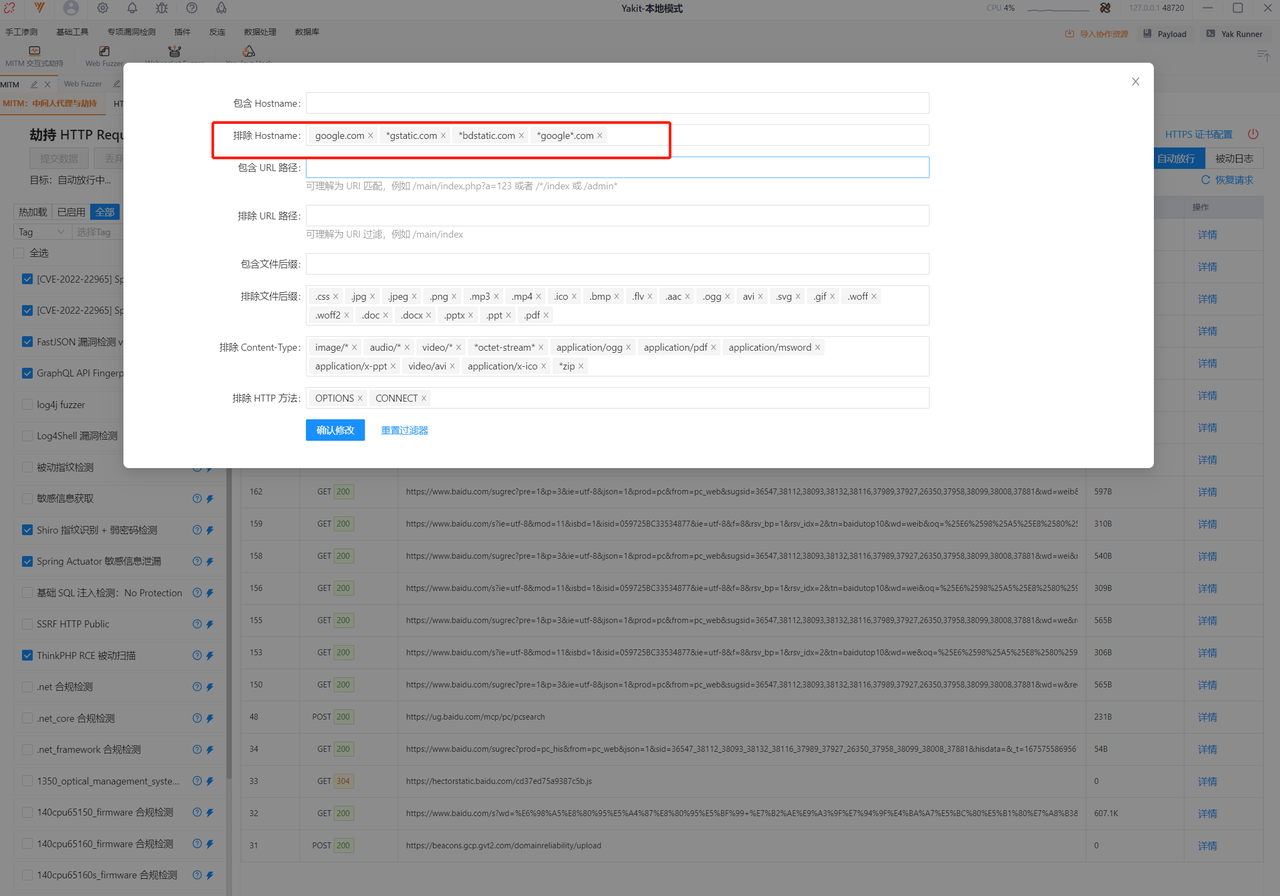 Yakit-本地模式
CPU 4%
127.0.0.1 48720
手工渗透 基础工具 专项漏洞检测 插件 反连 数据处理 数据库
导入协作资源 Payload Yak Runner
MITM 交互式劫持 Web Fuzzer
MITM Web Fuzzer
MITM：中间人代理与劫持
包含 Hostname:
劫持 HTTP Requ
HTTPS 证书配置
排除 Hostname: google.com *gstatic.com *bdstatic.com *google*.com
提交数据
自动放行 被动日志
包含 URL 路径:
目标：自动放行中...
恢复请求
可理解为 URI 匹配，例如 /main/index.php?a=123 或者 /*/index 或 /admin*
热加载 已启用 全部
操作
排除 URL 路径:
Tag 选择Tag
可理解为 URI 过滤，例如 /main/index
详情
全选
包含文件后缀:
详情
[CVE-2022-22965] Sp
排除文件后缀: .css .jpg .jpeg .png .mp3 .mp4 .ico .bmp .flv .aac .ogg avi .svg .gif .woff
详情
[CVE-2022-22965] Sp
.woff2 .doc .docx .pptx .ppt .pdf
详情
FastJSON 漏洞检测 v
排除 Content-Type: image/* audio/* video/* *octet-stream* application/ogg application/pdf application/msword
详情
GraphQL API Fingerp
application/x-ppt video/avi application/x-ico *zip
详情
log4j fuzzer
排除 HTTP 方法: OPTIONS CONNECT
详情
Log4Shell 漏洞检测
确认修改 重置过滤器
详情
被动指纹检测
162 GET 200 https://www.baidu.com/sugrec?pre=1&p=3&ie=utf-8&json=1&prod=pc&from=pc_web&sugsid=36547,38112,38093,38132,38116,37989,37927,26350,37958,38099,38008,37881&wd=weib& 597B 详情
敏感信息获取
159 GET 200 https://www.baidu.com/s?ie=utf-8&mod=11&isbd=1&isid=059725BC33534877&ie=utf-8&f=8&rsv_bp=1&rsv_idx=2&tn=baidutop10&wd=weib&oq=%25E6%2598%25A5%25E8%2580%25 310B 详情
Shiro 指纹识别 + 弱密码检测
158 GET 200 https://www.baidu.com/sugrec?pre=1&p=3&ie=utf-8&json=1&prod=pc&from=pc_web&sugsid=36547,38112,38093,38132,38116,37989,37927,26350,37958,38099,38008,37881&wd=wei& 540B 详情
Spring Actuator 敏感信息泄漏
156 GET 200 https://www.baidu.com/s?ie=utf-8&mod=11&isbd=1&isid=059725BC33534877&ie=utf-8&f=8&rsv_bp=1&rsv_idx=2&tn=baidutop10&wd=wei&oq=%25E6%2598%25A5%25E8%2580%259 309B 详情
基础 SQL 注入检测：No Protection
155 GET 200 https://www.baidu.com/sugrec?pre=1&p=3&ie=utf-8&json=1&prod=pc&from=pc_web&sugsid=36547,38112,38093,38132,38116,37989,37927,26350,37958,38099,38008,37881&wd=we&re 565B 详情
SSRF HTTP Public
153 GET 200 https://www.baidu.com/s?ie=utf-8&mod=11&isbd=1&isid=059725BC33534877&ie=utf-8&f=8&rsv_bp=1&rsv_idx=2&tn=baidutop10&wd=we&oq=%25E6%2598%25A5%25E8%2580%259 306B 详情
ThinkPHP RCE 被动扫描
150 GET 200 https://www.baidu.com/sugrec?pre=1&p=3&ie=utf-8&json=1&prod=pc&from=pc_web&sugsid=36547,38112,38093,38132,38116,37989,37927,26350,37958,38099,38008,37881&wd=w&re 565B 详情
.net 合规检测
48 POST 200 https://ug.baidu.com/mcp/pc/pcsearch 231B 详情
.net_core 合规检测
34 GET 200 https://www.baidu.com/sugrec?prod=pc_his&from=pc_web&json=1&sid=36547_38112_38093_38132_38116_37989_37927_26350_37958_38099_38008_37881&hisdata=&_t=167575586956 54B 详情
.net_framework 合规检测
33 GET 304 https://hectorstatic.baidu.com/cd37ed75a9387c5b.js 0 详情
1350_optical_management_syste...
32 GET 200 https://www.baidu.com/s?wd=%E6%98%A5%E8%80%95%E5%A4%87%E8%80%95%E5%BF%99+%E7%B2%AE%E9%A3%9F%E7%94%9F%E4%BA%A7%E5%BC%80%E5%B1%80%E7%A8%B3& 607.1K 详情
140cpu65150_firmware 合规检测
31 POST 200 https://beacons.gcp.gvt2.com/domainreliability/upload 0 详情
140cpu65160_firmware 合规检测
140cpu65160s_firmware 合规检测